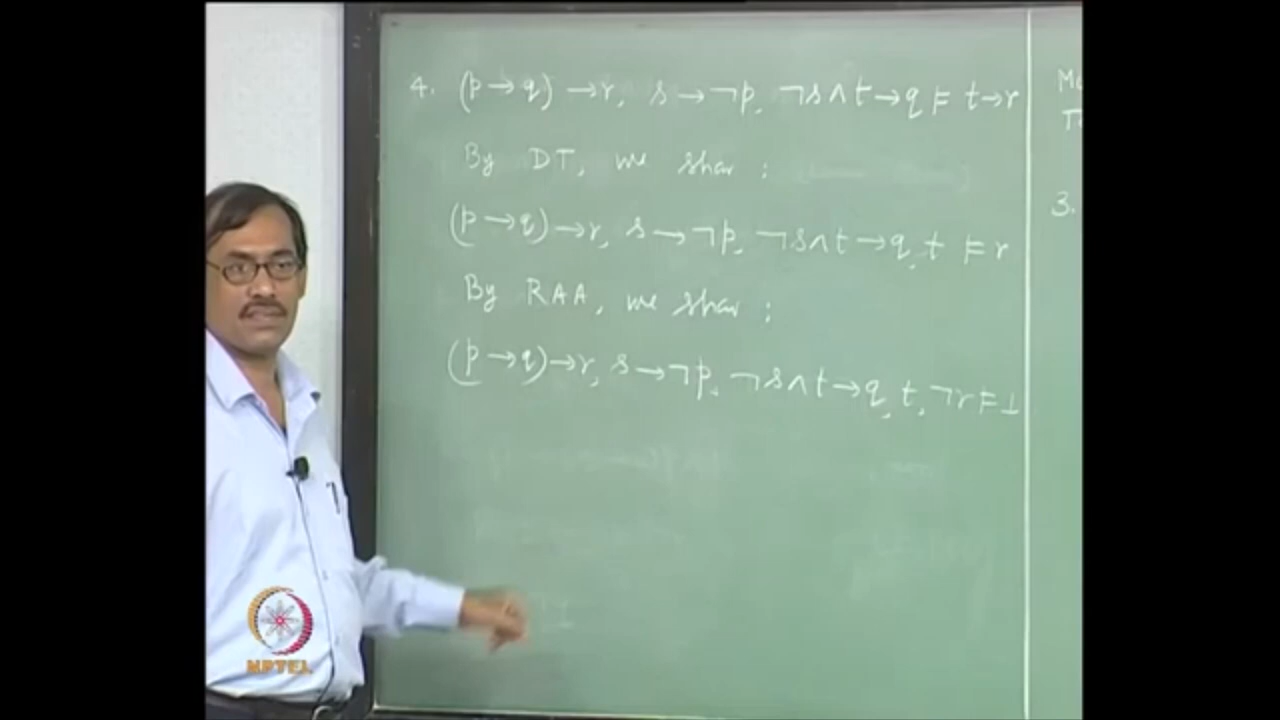 4. (p→q)→r, s→¬p, ¬s∧t→q ⊨ t→r
By DT, we show :
(p→q)→r, s→¬p, ¬s∧t→q, t ⊨ r
By RAA, we show :
(p→q)→r, s→¬p, ¬s∧t→q, t, ¬r ⊨ ⊥
3.
NPTEL